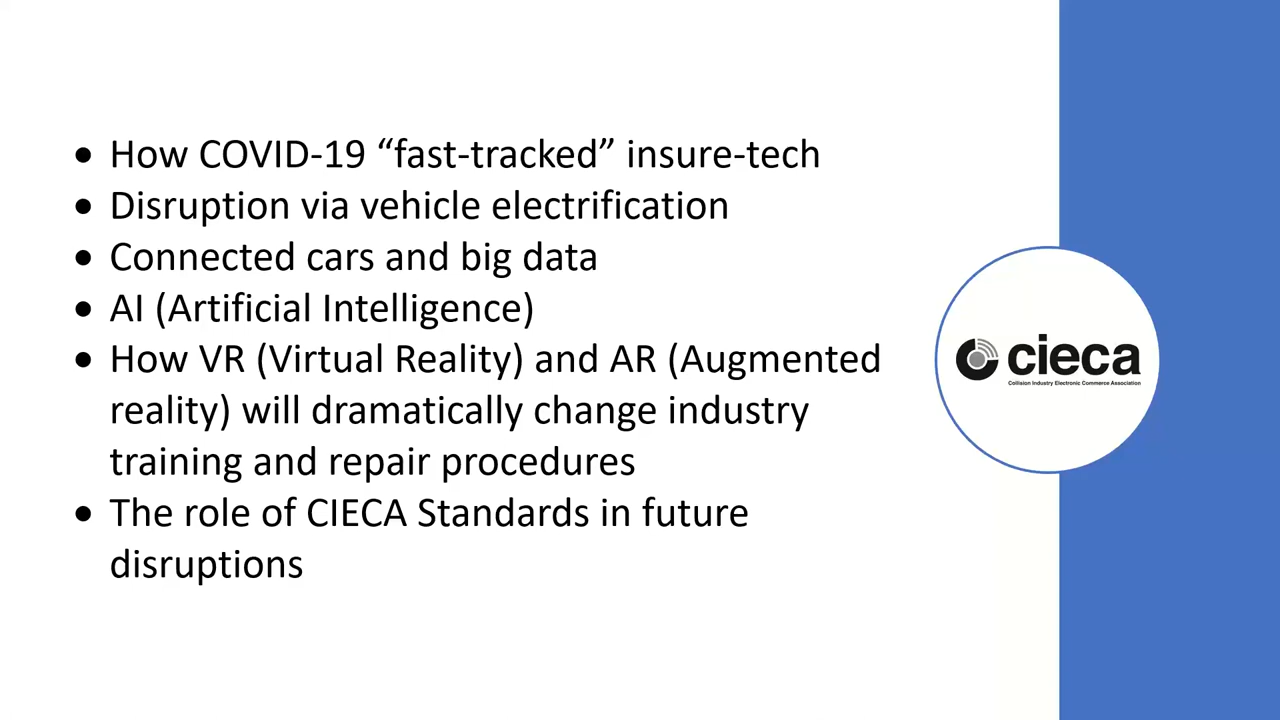 • How COVID-19 “fast-tracked” insure-tech
• Disruption via vehicle electrification
• Connected cars and big data
• AI (Artificial Intelligence)
• How VR (Virtual Reality) and AR (Augmented
reality) will dramatically change industry
training and repair procedures
• The role of CIECA Standards in future
disruptions
cieca
Collision Industry Electronic Commerce Association